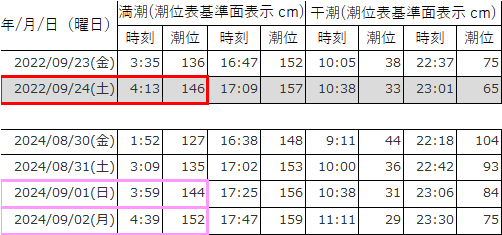 年/月/日（曜日） 満潮(潮位表基準面表示 cm) 干潮(潮位表基準面表示 cm)
時刻 潮位 時刻 潮位 時刻 潮位 時刻 潮位
2022/09/23(金) 3:35 136 16:47 152 10:05 38 22:37 75
2022/09/24(土) 4:13 146 17:09 157 10:38 33 23:01 65
2024/08/30(金) 1:52 127 16:38 148 9:11 44 22:18 104
2024/08/31(土) 3:09 135 17:02 153 10:00 36 22:42 93
2024/09/01(日) 3:59 144 17:25 156 10:38 31 23:06 84
2024/09/02(月) 4:39 152 17:47 159 11:11 29 23:30 75